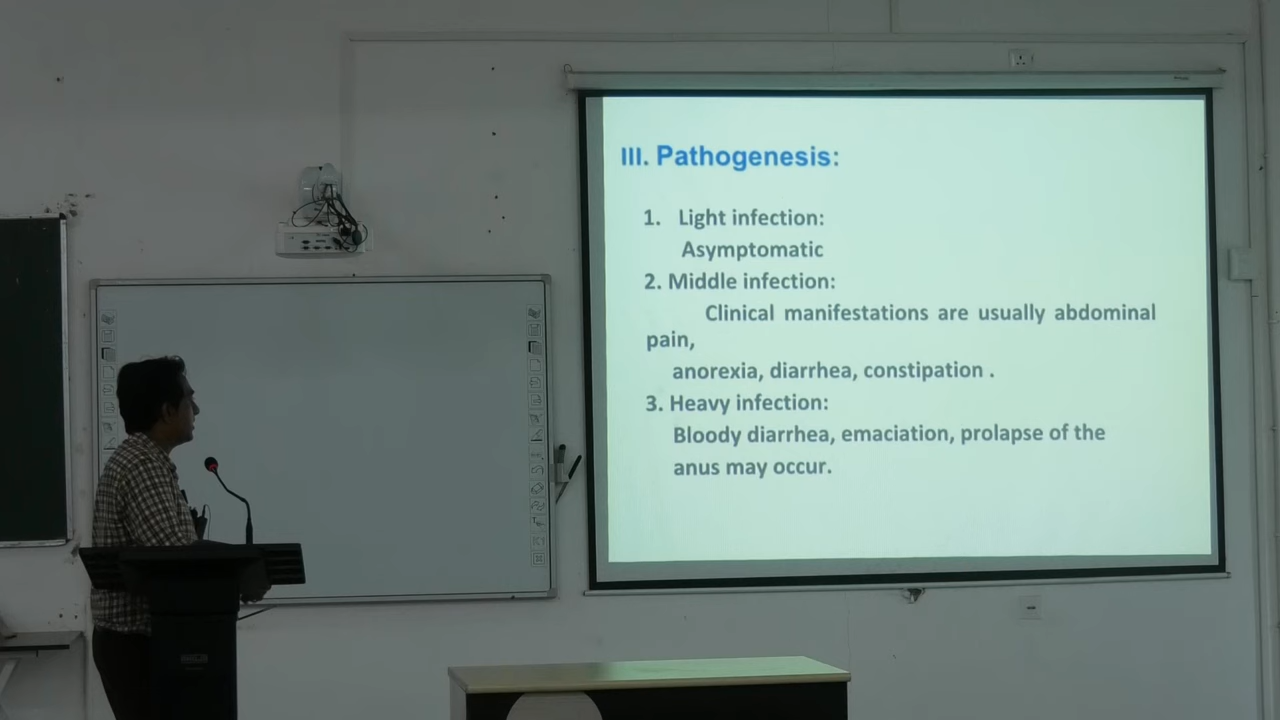 III. Pathogenesis:
1. Light infection:
Asymptomatic
2. Middle infection:
Clinical manifestations are usually abdominal
pain,
anorexia, diarrhea, constipation .
3. Heavy infection:
Bloody diarrhea, emaciation, prolapse of the
anus may occur.